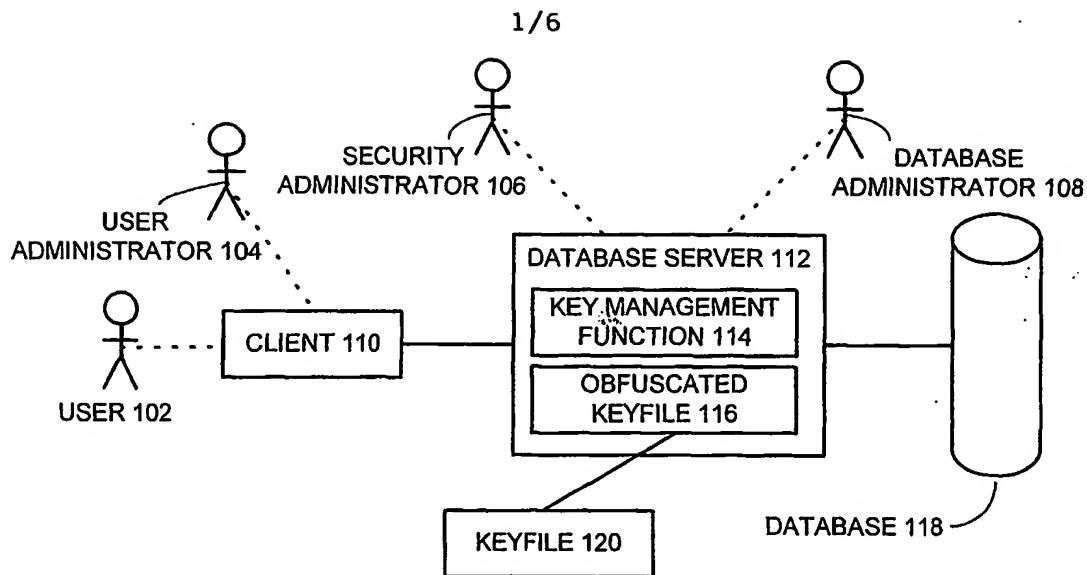 1/6
SECURITY
ADMINISTRATOR 106
DATABASE
ADMINISTRATOR 108
USER
ADMINISTRATOR 104
DATABASE SERVER 112
KEY MANAGEMENT
FUNCTION 114
CLIENT 110
OBFUSCATED
KEYFILE 116
USER 102
DATABASE 118
KEYFILE 120